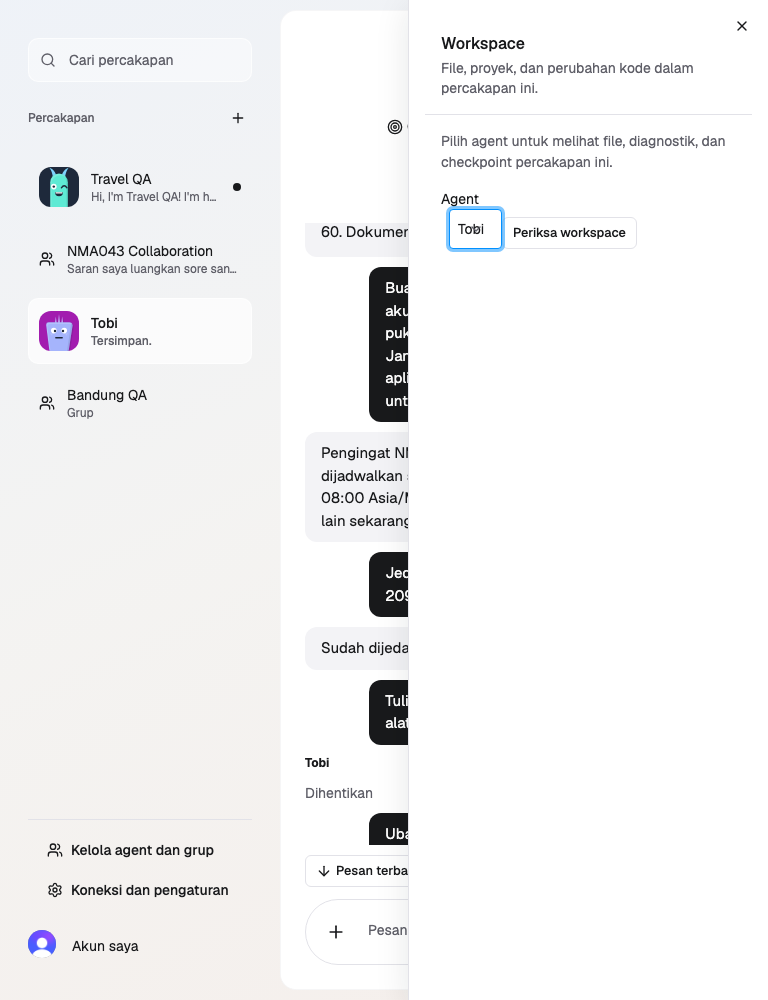 Cari percakapan
Percakapan
Travel QA
Hi, I'm Travel QA! I'm h...
NMA043 Collaboration
Saran saya luangkan sore san...
Tobi
Tersimpan.
Bandung QA
Grup
Kelola agent dan grup
Koneksi dan pengaturan
Akun saya
60. Dokumen
Bua
aku
puk
Jan
apli
unt
Pengingat NM
dijadwalkan
08:00 Asia/M
lain sekarang
Jed
209
Sudah dijeda
Tuli
alat
Tobi
Dihentikan
Uba
Pesan terba
Pesan
Workspace
File, proyek, dan perubahan kode dalam
percakapan ini.
Pilih agent untuk melihat file, diagnostik, dan
checkpoint percakapan ini.
Agent
Tobi
Periksa workspace